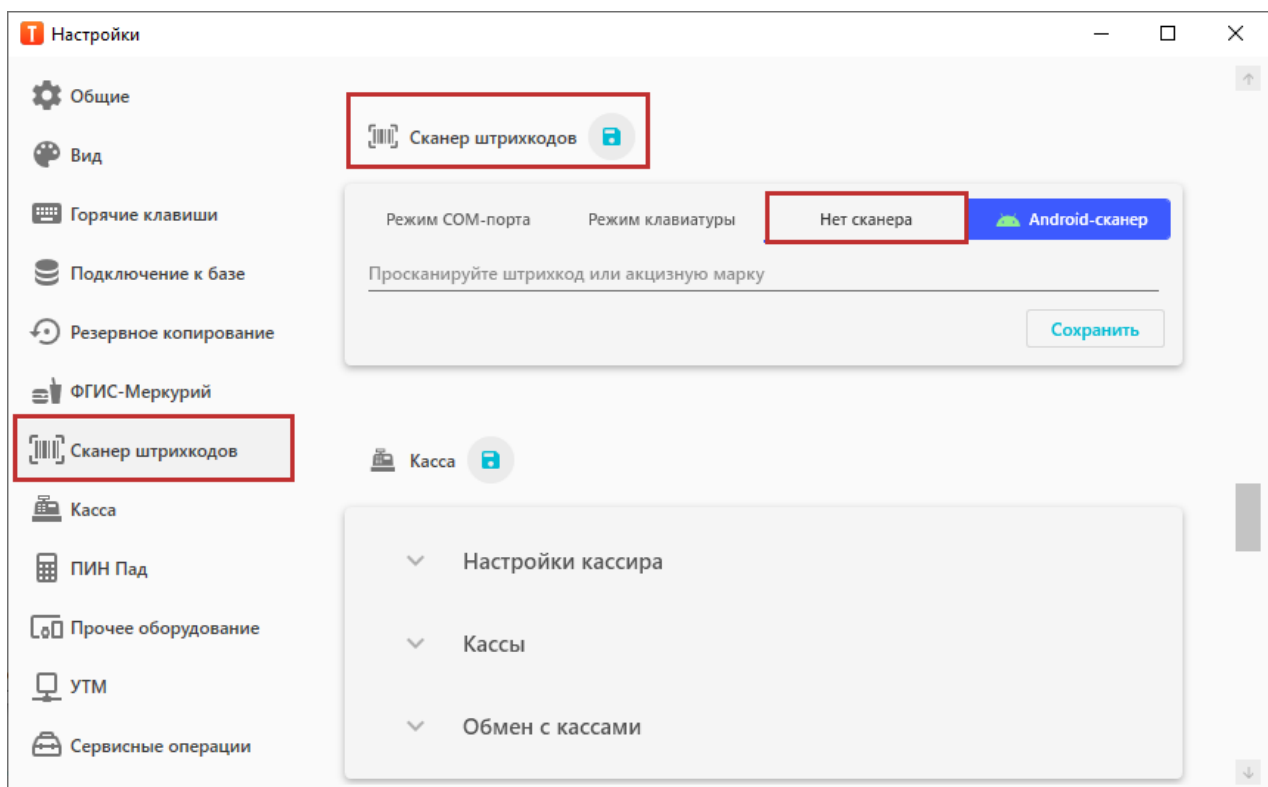 Настройки
Общие
Вид
Горячие клавиши
Подключение к базе
Резервное копирование
ФГИС-Меркурий
Сканер штрихкодов
Касса
ПИН Пад
Прочее оборудование
УТМ
Сервисные операции
Сканер штрихкодов
Режим COM-порта Режим клавиатуры Нет сканера Android-сканер
Просканируйте штрихкод или акцизную марку
Сохранить
Касса
Настройки кассира
Кассы
Обмен с кассами